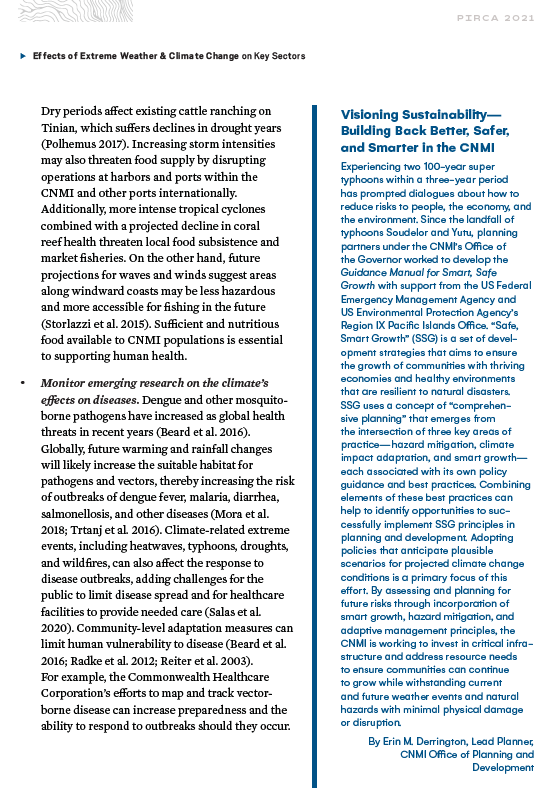 PIRCA 2021
▶ Effects of Extreme Weather & Climate Change on Key Sectors
Dry periods affect existing cattle ranching on
Tinian, which suffers declines in drought years
(Polhemus 2017). Increasing storm intensities
may also threaten food supply by disrupting
operations at harbors and ports within the
CNMI and other ports internationally.
Additionally, more intense tropical cyclones
combined with a projected decline in coral
reef health threaten local food subsistence and
market fisheries. On the other hand, future
projections for waves and winds suggest areas
along windward coasts may be less hazardous
and more accessible for fishing in the future
(Storlazzi et al. 2015). Sufficient and nutritious
food available to CNMI populations is essential
to supporting human health.
• Monitor emerging research on the climate's
effects on diseases. Dengue and other mosquito-
borne pathogens have increased as global health
threats in recent years (Beard et al. 2016).
Globally, future warming and rainfall changes
will likely increase the suitable habitat for
pathogens and vectors, thereby increasing the risk
of outbreaks of dengue fever, malaria, diarrhea,
salmonellosis, and other diseases (Mora et al.
2018; Trtanj et al. 2016). Climate-related extreme
events, including heatwaves, typhoons, droughts,
and wildfires, can also affect the response to
disease outbreaks, adding challenges for the
public to limit disease spread and for healthcare
facilities to provide needed care (Salas et al.
2020). Community-level adaptation measures can
limit human vulnerability to disease (Beard et al.
2016; Radke et al. 2012; Reiter et al. 2003).
For example, the Commonwealth Healthcare
Corporation's efforts to map and track vector-
borne disease can increase preparedness and the
ability to respond to outbreaks should they occur.
Visioning Sustainability—
Building Back Better, Safer,
and Smarter in the CNMI
Experiencing two 100-year super
typhoons within a three-year period
has prompted dialogues about how to
reduce risks to people, the economy, and
the environment. Since the landfall of
typhoons Soudelor and Yutu, planning
partners under the CNMI's Office of
the Governor worked to develop the
Guidance Manual for Smart, Safe
Growth with support from the US Federal
Emergency Management Agency and
US Environmental Protection Agency's
Region IX Pacific Islands Office. "Safe,
Smart Growth" (SSG) is a set of devel-
opment strategies that aims to ensure
the growth of communities with thriving
economies and healthy environments
that are resilient to natural disasters.
SSG uses a concept of "comprehen-
sive planning" that emerges from
the intersection of three key areas of
practice—hazard mitigation, climate
impact adaptation, and smart growth—
each associated with its own policy
guidance and best practices. Combining
elements of these best practices can
help to identify opportunities to suc-
cessfully implement SSG principles in
planning and development. Adopting
policies that anticipate plausible
scenarios for projected climate change
conditions is a primary focus of this
effort. By assessing and planning for
future risks through incorporation of
smart growth, hazard mitigation, and
adaptive management principles, the
CNMI is working to invest in critical infra-
structure and address resource needs
to ensure communities can continue
to grow while withstanding current
and future weather events and natural
hazards with minimal physical damage
or disruption.
By Erin M. Derrington, Lead Planner,
CNMI Office of Planning and
Development